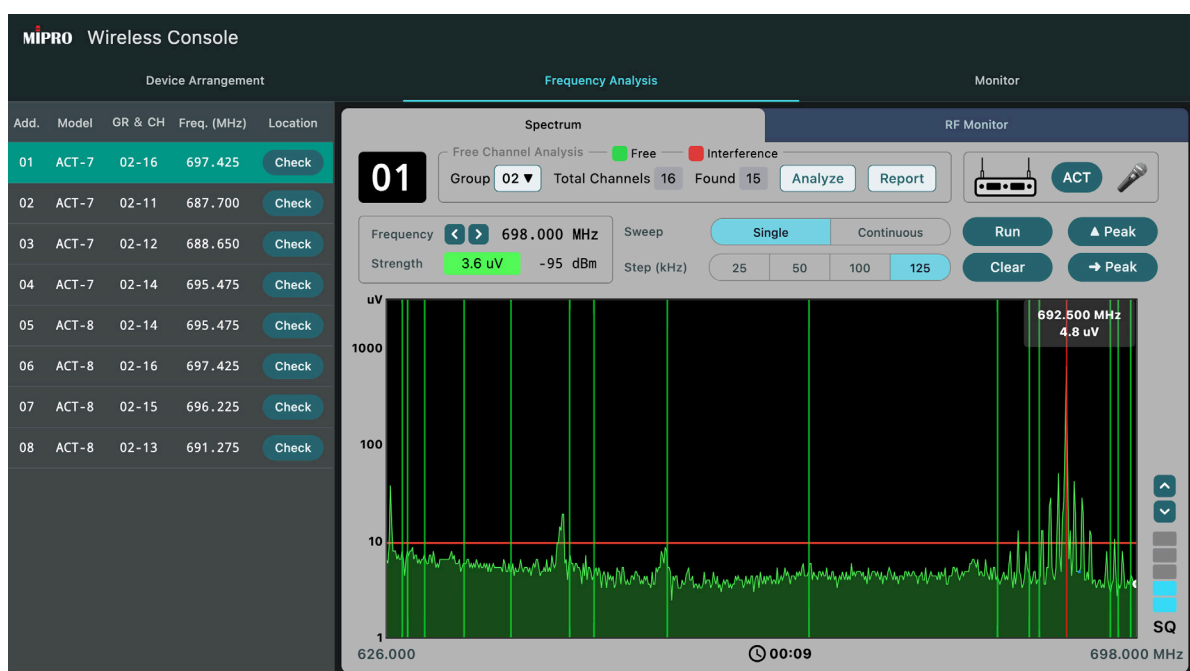 MIPRO Wireless Console
Device Arrangement Frequency Analysis Monitor
Add. Model GR & CH Freq. (MHz) Location
01 ACT-7 02-16 697.425 Check
02 ACT-7 02-11 687.700 Check
03 ACT-7 02-12 688.650 Check
04 ACT-7 02-14 695.475 Check
05 ACT-8 02-14 695.475 Check
06 ACT-8 02-16 697.425 Check
07 ACT-8 02-15 696.225 Check
08 ACT-8 02-13 691.275 Check
Spectrum RF Monitor
01
Free Channel Analysis Free Interference
Group 02 ▼ Total Channels 16 Found 15 Analyze Report
ACT
Frequency < > 698.000 MHz
Strength 3.6 uV -95 dBm
Sweep Single Continuous
Step (kHz) 25 50 100 125
Run ▲ Peak
Clear → Peak
uV
692.500 MHz
4.8 uV
1000
100
10
1
SQ
626.000 00:09 698.000 MHz